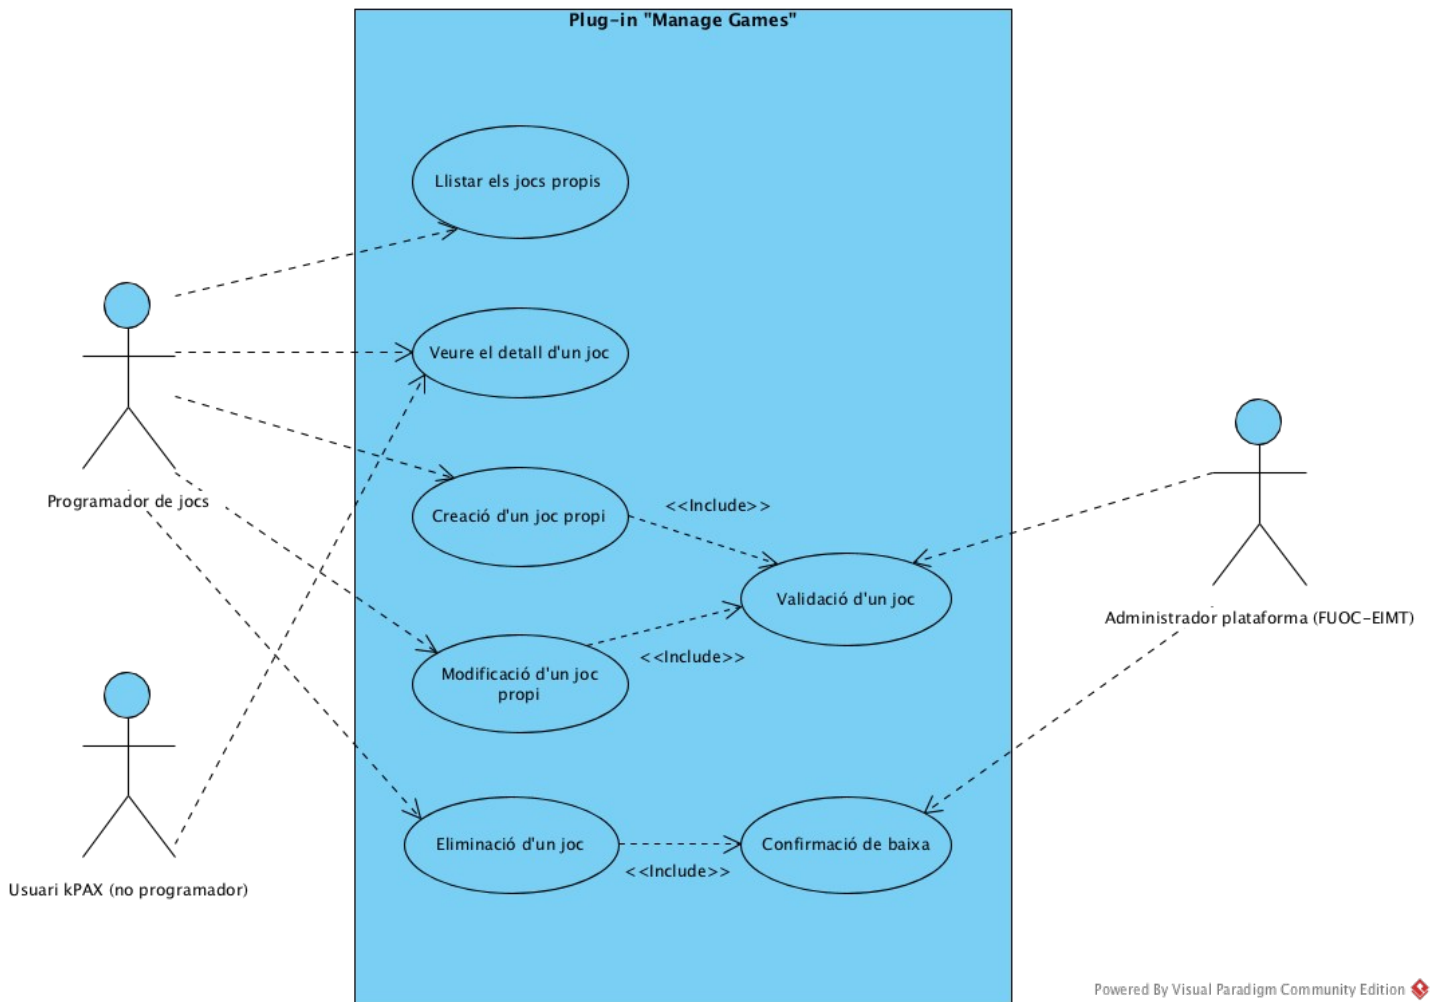 Plug-in "Manage Games"
Llistar els jocs propis
Veure el detall d'un joc
Programador de jocs
Creació d'un joc propi
<<Include>>
Validació d'un joc
Administrador plataforma (FUOC-EIMT)
<<Include>>
Modificació d'un joc
propi
Eliminació d'un joc
Confirmació de baixa
<<Include>>
Usuari kPAX (no programador)
Powered By Visual Paradigm Community Edition